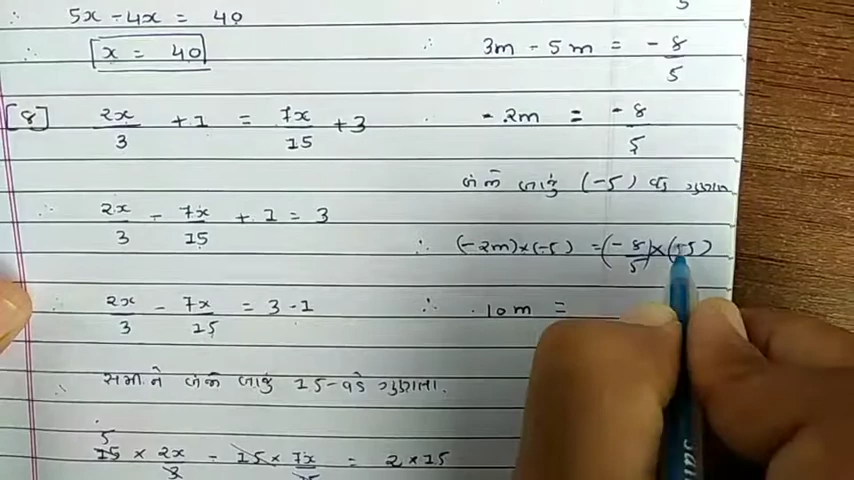 ∴ 5x - 4x = 40
∴ x = 40
[8] 2x/3 + 1 = 7x/15 + 3
∴ 2x/3 - 7x/15 + 1 = 3
∴ 2x/3 - 7x/15 = 3 - 1
∴ સમી.ને બંને બાજુ 15 - વડે ગુણતા.
5
15 × 2x/3 - 15 × 7x/15 = 2 × 15
5
∴ 3m - 5m = -8/5
∴ -2m = -8/5
બંને બાજુ (-5) વડે ગુણતા
∴ (-2m) × (-5) = (-8/5) × (-5)
∴ 10m =